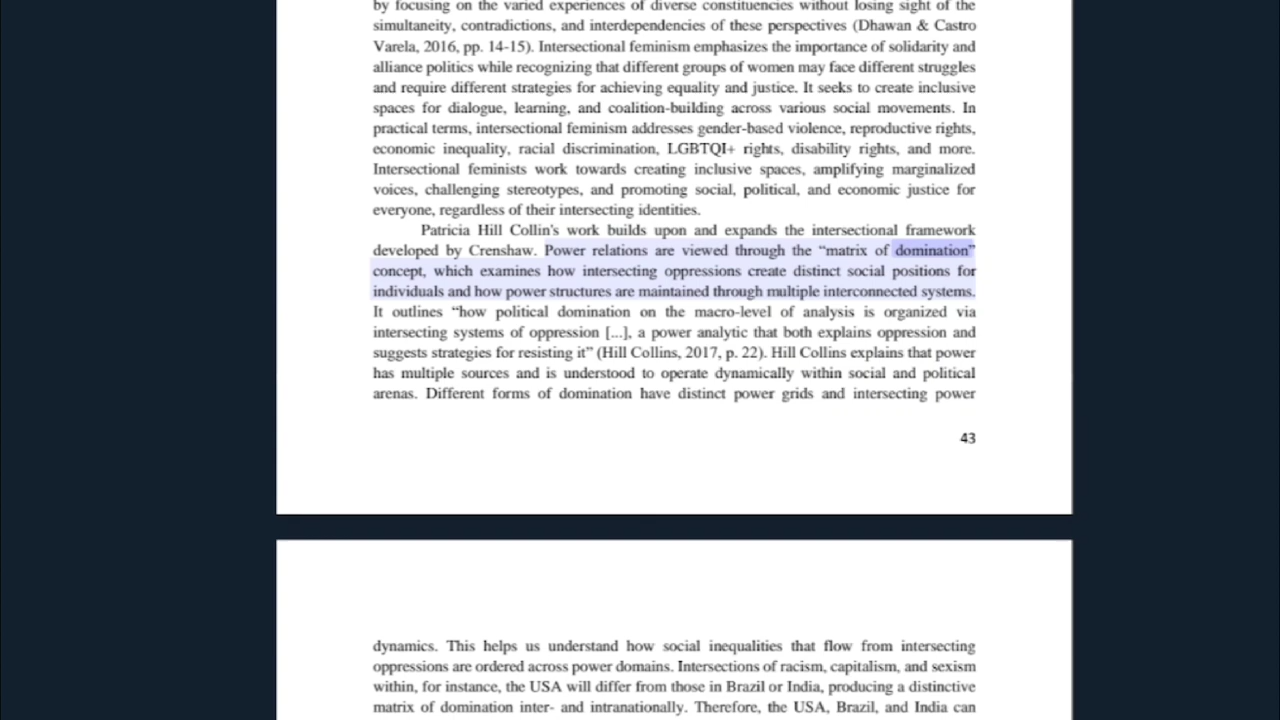 by focusing on the varied experiences of diverse constituencies without losing sight of the
simultaneity, contradictions, and interdependencies of these perspectives (Dhawan & Castro
Varela, 2016, pp. 14-15). Intersectional feminism emphasizes the importance of solidarity and
alliance politics while recognizing that different groups of women may face different struggles
and require different strategies for achieving equality and justice. It seeks to create inclusive
spaces for dialogue, learning, and coalition-building across various social movements. In
practical terms, intersectional feminism addresses gender-based violence, reproductive rights,
economic inequality, racial discrimination, LGBTQI+ rights, disability rights, and more.
Intersectional feminists work towards creating inclusive spaces, amplifying marginalized
voices, challenging stereotypes, and promoting social, political, and economic justice for
everyone, regardless of their intersecting identities.
Patricia Hill Collin's work builds upon and expands the intersectional framework
developed by Crenshaw. Power relations are viewed through the “matrix of domination”
concept, which examines how intersecting oppressions create distinct social positions for
individuals and how power structures are maintained through multiple interconnected systems.
It outlines “how political domination on the macro-level of analysis is organized via
intersecting systems of oppression [...], a power analytic that both explains oppression and
suggests strategies for resisting it” (Hill Collins, 2017, p. 22). Hill Collins explains that power
has multiple sources and is understood to operate dynamically within social and political
arenas. Different forms of domination have distinct power grids and intersecting power
43
dynamics. This helps us understand how social inequalities that flow from intersecting
oppressions are ordered across power domains. Intersections of racism, capitalism, and sexism
within, for instance, the USA will differ from those in Brazil or India, producing a distinctive
matrix of domination inter- and intranationally. Therefore, the USA, Brazil, and India can